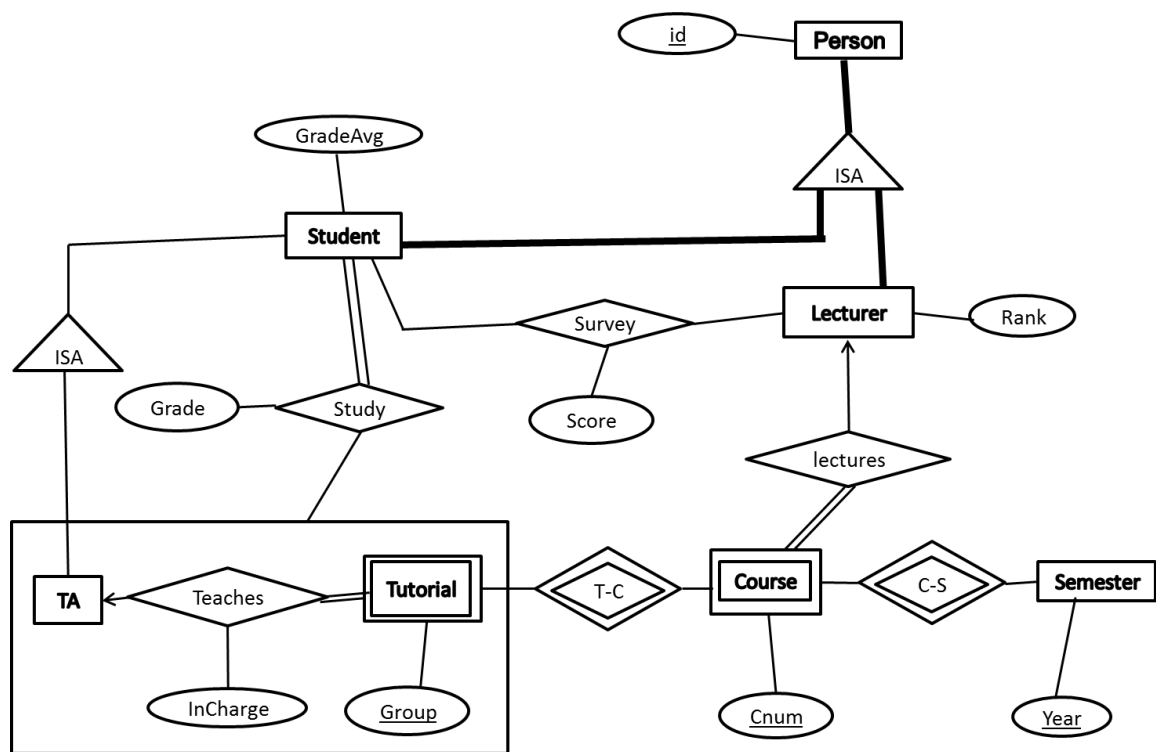 id
Person
GradeAvg
ISA
Student
Lecturer
Rank
Survey
ISA
Grade
Study
Score
lectures
TA
Teaches
Tutorial
T-C
Course
C-S
Semester
InCharge
Group
Cnum
Year